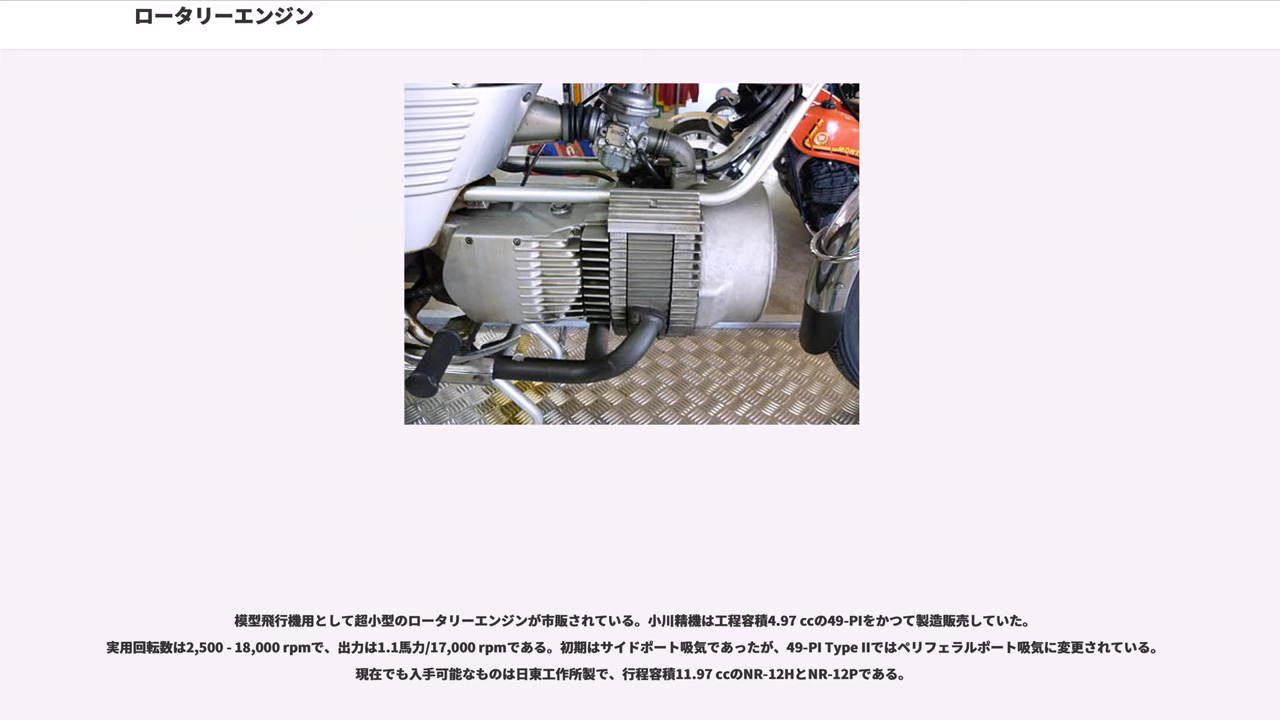 ロータリーエンジン
模型飛行機用として超小型のロータリーエンジンが市販されている。小川精機は工程容積4.97 ccの49-PIをかつて製造販売していた。
実用回転数は2,500 - 18,000 rpmで、出力は1.1馬力/17,000 rpmである。初期はサイドポート吸気であったが、49-PI Type IIではペリフェラルポート吸気に変更されている。
現在でも入手可能なものは日東工作所製で、行程容積11.97 ccのNR-12HとNR-12Pである。